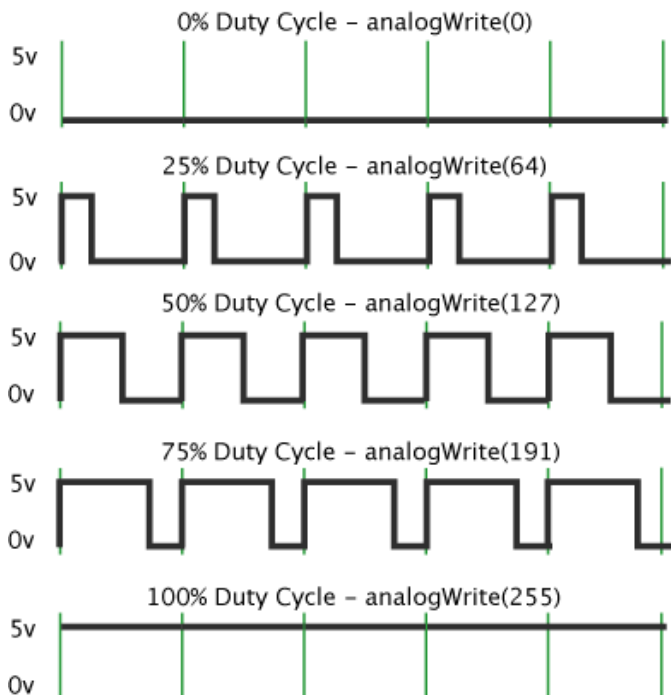 0% Duty Cycle – analogWrite(0)
5v
0v
25% Duty Cycle – analogWrite(64)
5v
0v
50% Duty Cycle – analogWrite(127)
5v
0v
75% Duty Cycle – analogWrite(191)
5v
0v
100% Duty Cycle – analogWrite(255)
5v
0v